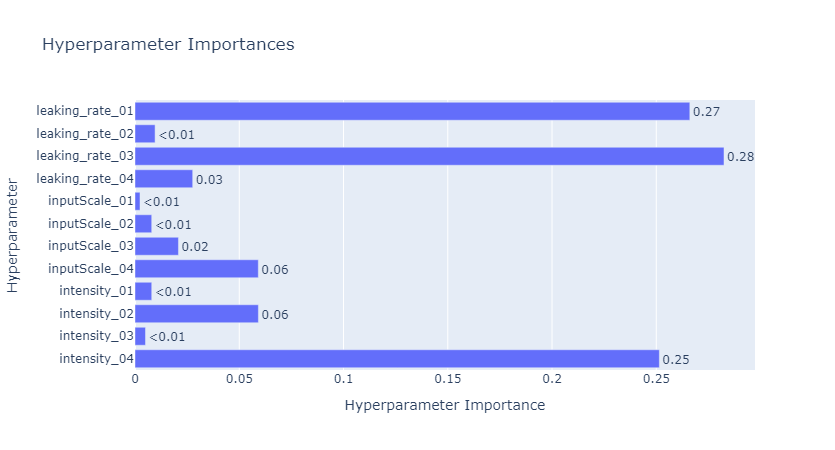 Hyperparameter Importances
Hyperparameter
leaking_rate_01 0.27
leaking_rate_02 <0.01
leaking_rate_03 0.28
leaking_rate_04 0.03
inputScale_01 <0.01
inputScale_02 <0.01
inputScale_03 0.02
inputScale_04 0.06
intensity_01 <0.01
intensity_02 0.06
intensity_03 <0.01
intensity_04 0.25
0 0.05 0.1 0.15 0.2 0.25
Hyperparameter Importance